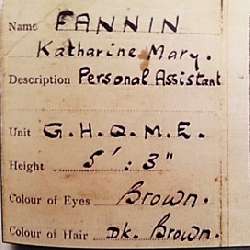 Name FANNIN
Katharine Mary.
Description Personal Assistant
Unit G.H.Q.M.E.
Height 5' : 3"
Colour of Eyes Brown.
Colour of Hair Dk. Brown.